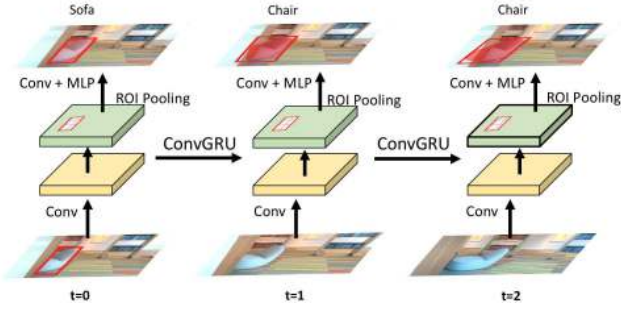 Sofa Chair Chair
Conv + MLP Conv + MLP Conv + MLP
ROI Pooling ROI Pooling ROI Pooling
ConvGRU ConvGRU
Conv Conv Conv
t=0 t=1 t=2